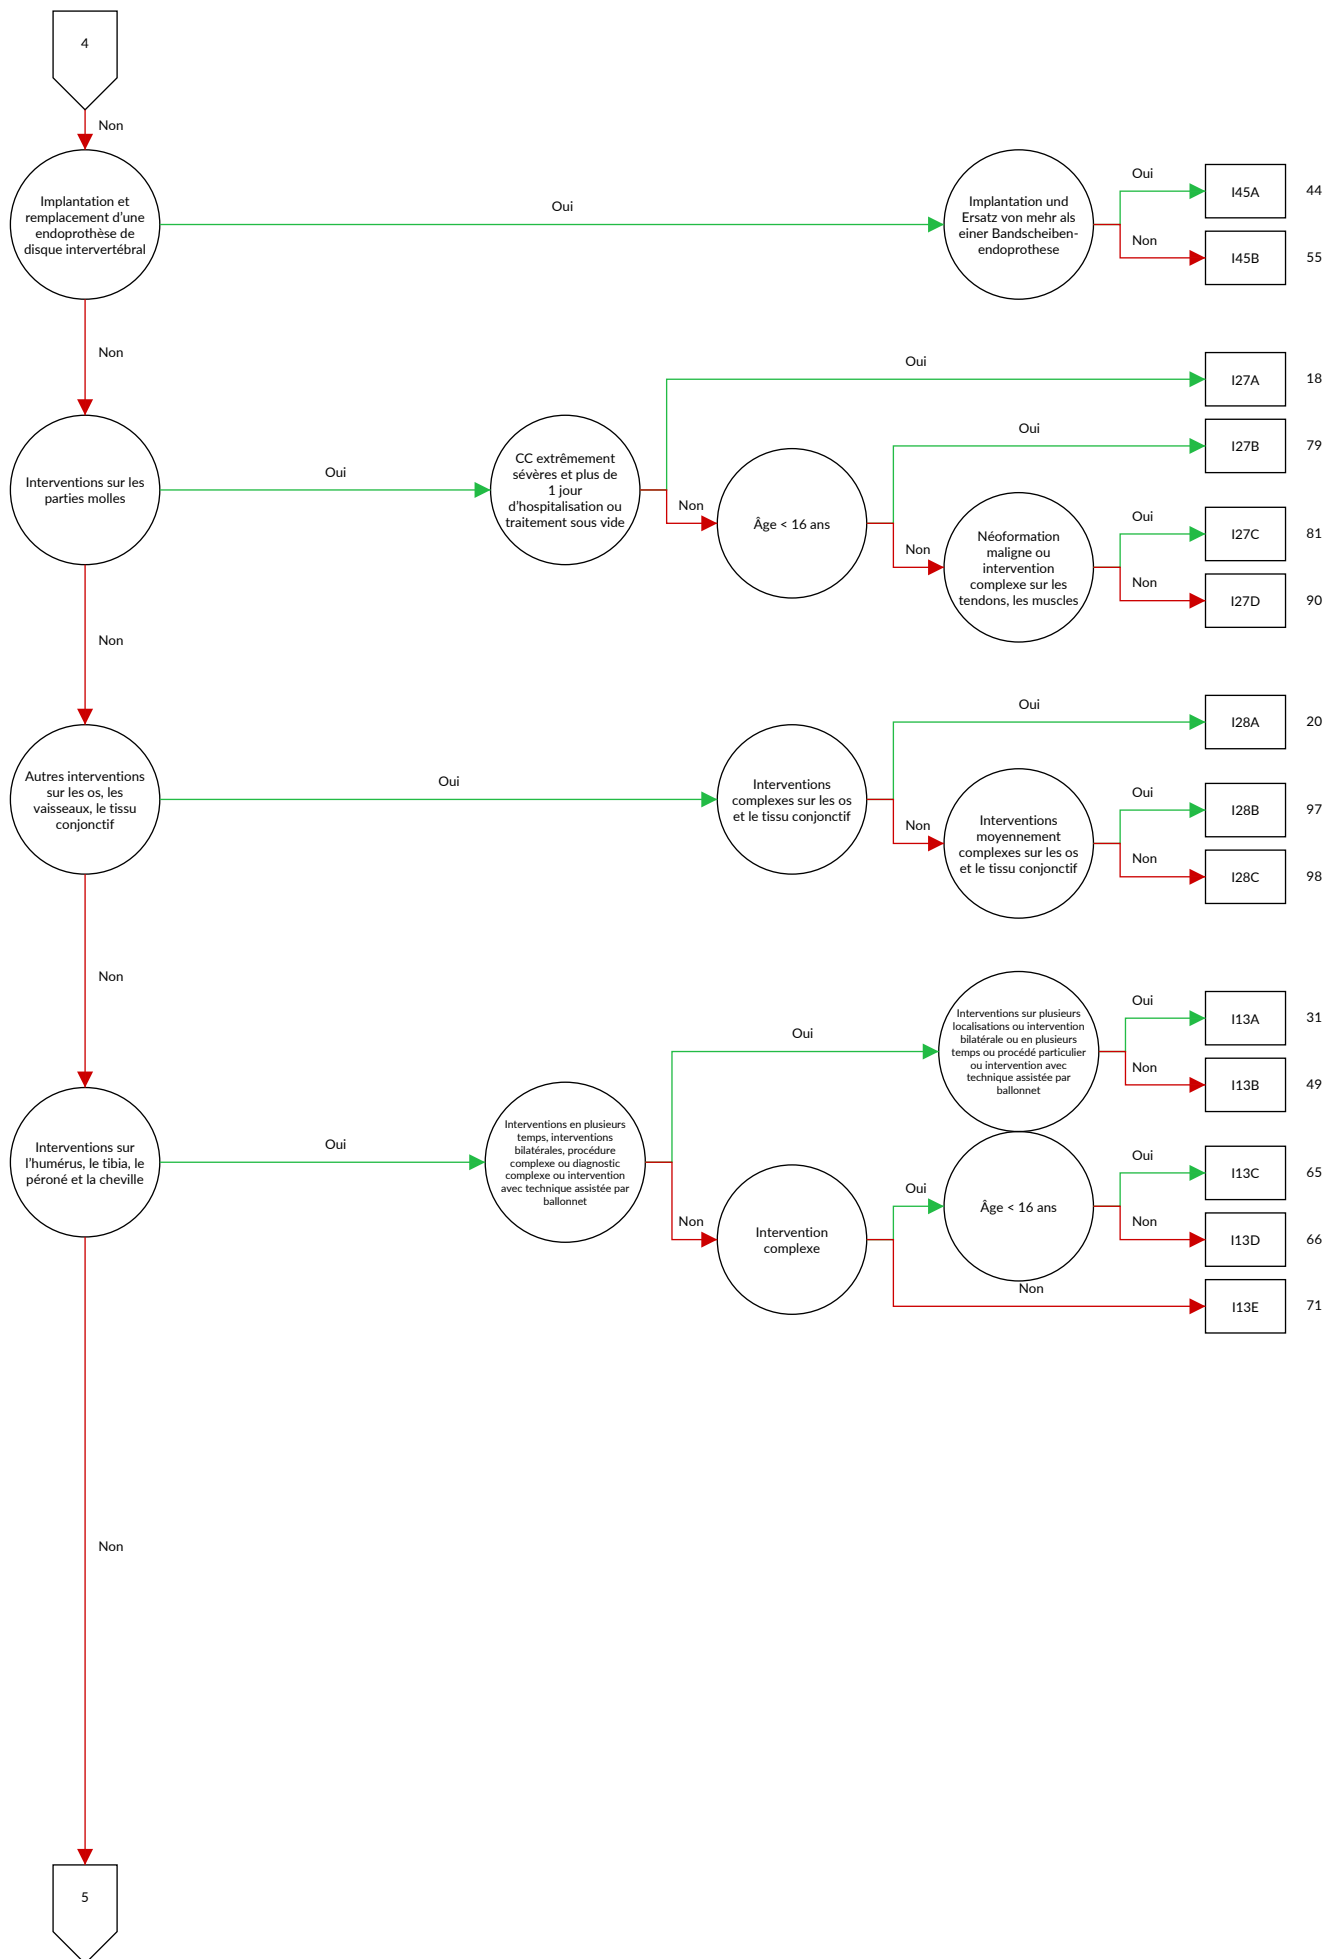 4
Non
Implantation et
remplacement d'une
endoprothèse de
disque intervertébral
Oui
Implantation und
Ersatz von mehr als
einer Bandscheiben-
endoprothese
Oui
I45A
44
Non
I45B
55
Non
Interventions sur les
parties molles
Oui
CC extrêmement
sévères et plus de
1 jour
d'hospitalisation ou
traitement sous vide
Oui
I27A
18
Non
Âge < 16 ans
Oui
I27B
79
Non
Néoformation
maligne ou
intervention
complexe sur les
tendons, les muscles
Oui
I27C
81
Non
I27D
90
Non
Autres interventions
sur les os, les
vaisseaux, le tissu
conjonctif
Oui
Interventions
complexes sur les os
et le tissu conjonctif
Oui
I28A
20
Non
Interventions
moyennement
complexes sur les os
et le tissu conjonctif
Oui
I28B
97
Non
I28C
98
Non
Interventions sur
l'humérus, le tibia, le
péroné et la cheville
Oui
Interventions en plusieurs
temps, interventions
bilatérales, procédure
complexe ou diagnostic
complexe ou intervention
avec technique assistée par
ballonnet
Oui
Interventions sur plusieurs
localisations ou intervention
bilatérale ou en plusieurs
temps ou procédé particulier
ou intervention avec
technique assistée par
ballonnet
Oui
I13A
31
Non
I13B
49
Non
Intervention
complexe
Oui
Âge < 16 ans
Oui
I13C
65
Non
I13D
66
Non
I13E
71
Non
5